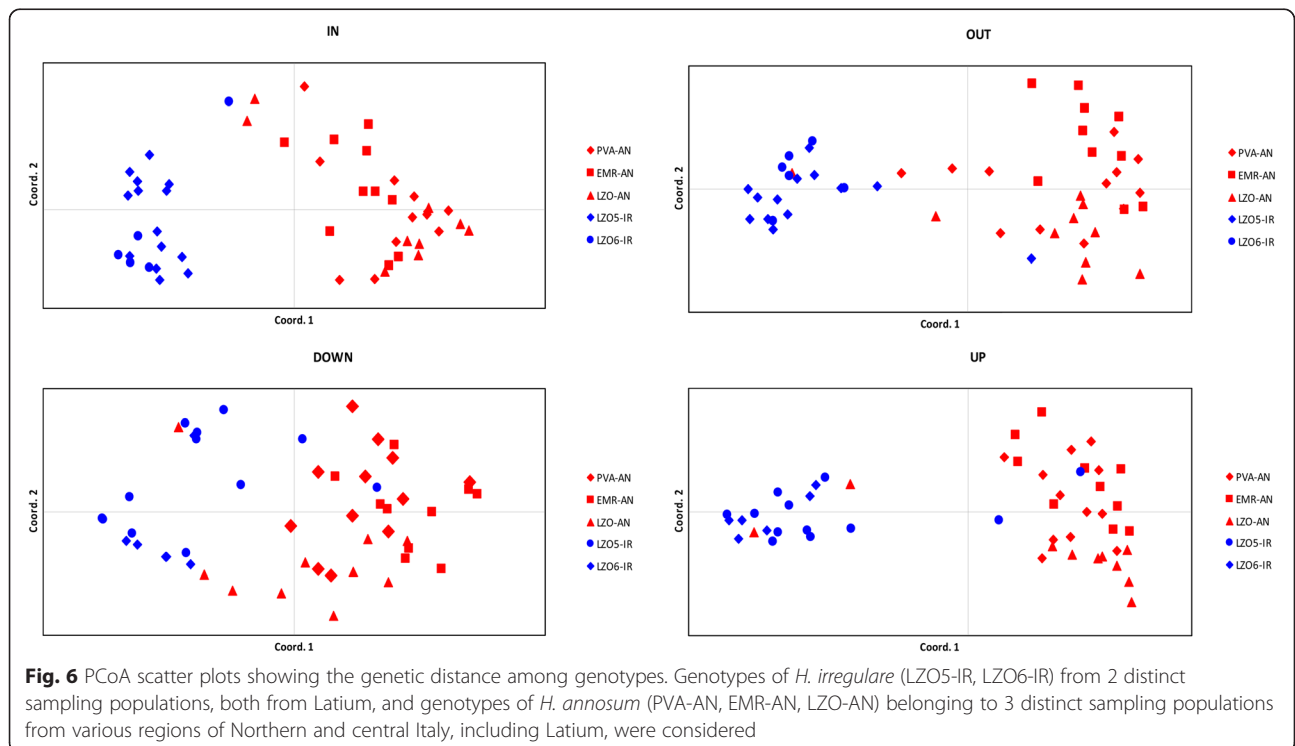 IN
Coord. 2
Coord. 1
PVA-AN
EMR-AN
LZO-AN
LZO5-IR
LZO6-IR
OUT
Coord. 2
Coord. 1
PVA-AN
EMR-AN
LZO-AN
LZO5-IR
LZO6-IR
DOWN
Coord. 2
Coord. 1
PVA-AN
EMR-AN
LZO-AN
LZO5-IR
LZO6-IR
UP
Coord. 2
Coord. 1
PVA-AN
EMR-AN
LZO-AN
LZO5-IR
LZO6-IR
Fig. 6 PCoA scatter plots showing the genetic distance among genotypes. Genotypes of H. irregulare (LZO5-IR, LZO6-IR) from 2 distinct
sampling populations, both from Latium, and genotypes of H. annosum (PVA-AN, EMR-AN, LZO-AN) belonging to 3 distinct sampling populations
from various regions of Northern and central Italy, including Latium, were considered